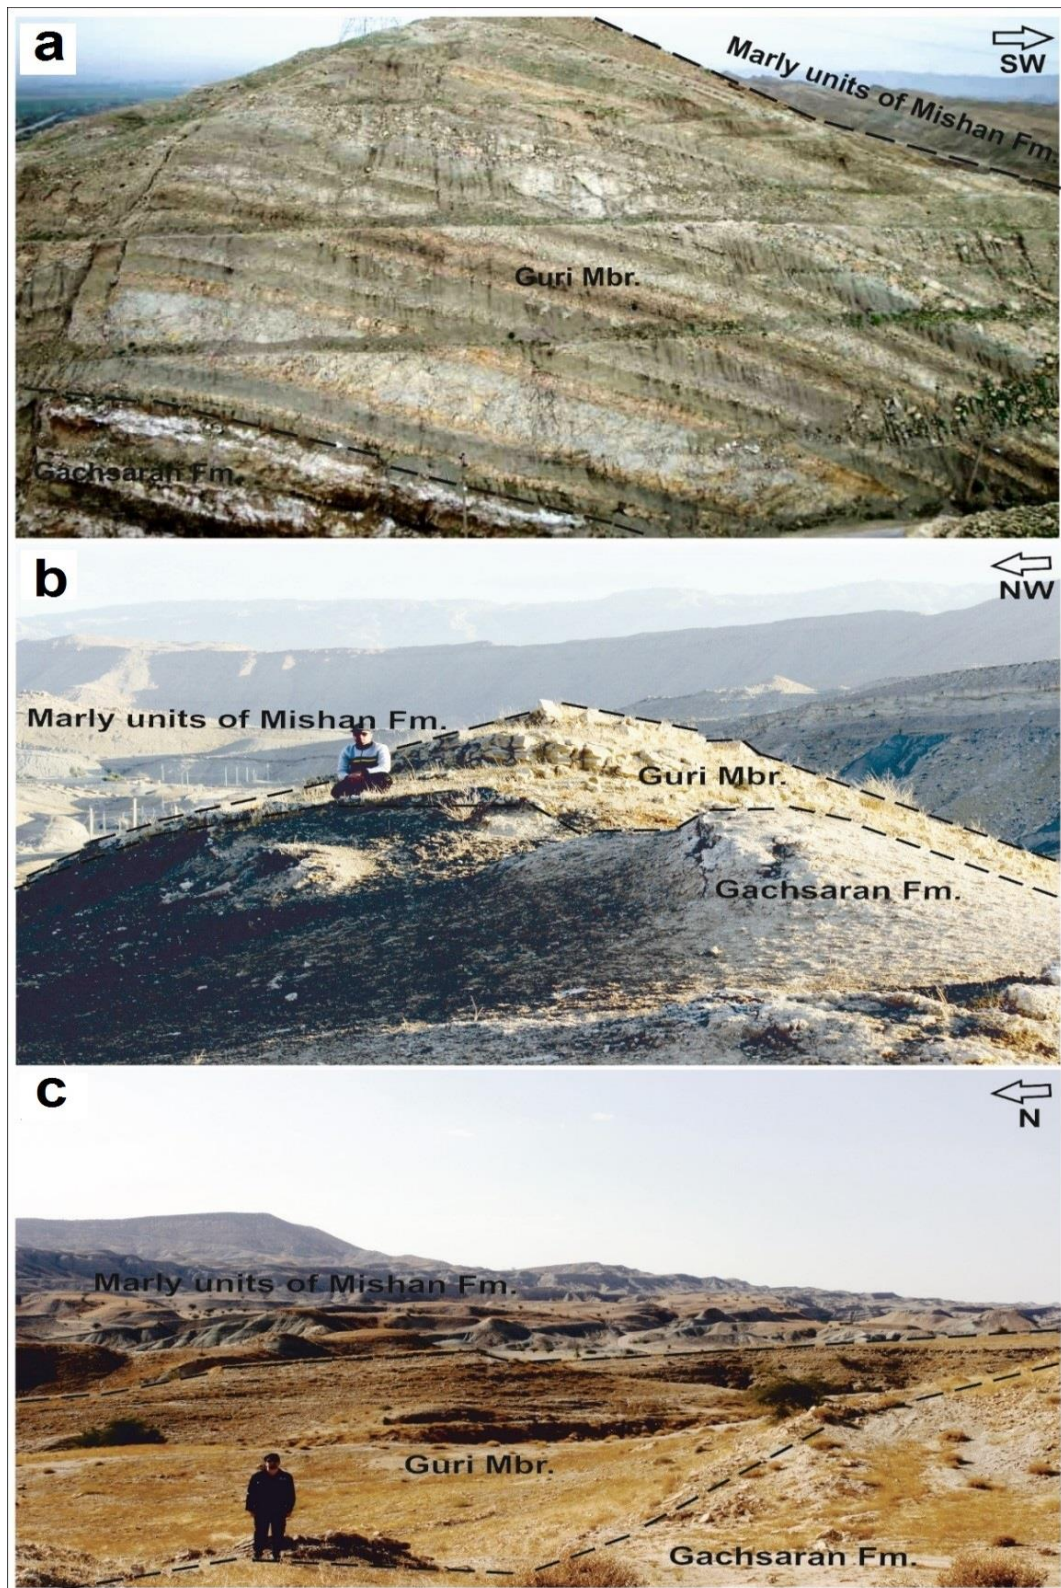 a
SW
Marly units of Mishan Fm.
Guri Mbr.
Gachsaran Fm.
b
NW
Marly units of Mishan Fm.
Guri Mbr.
Gachsaran Fm.
c
N
Marly units of Mishan Fm.
Guri Mbr.
Gachsaran Fm.